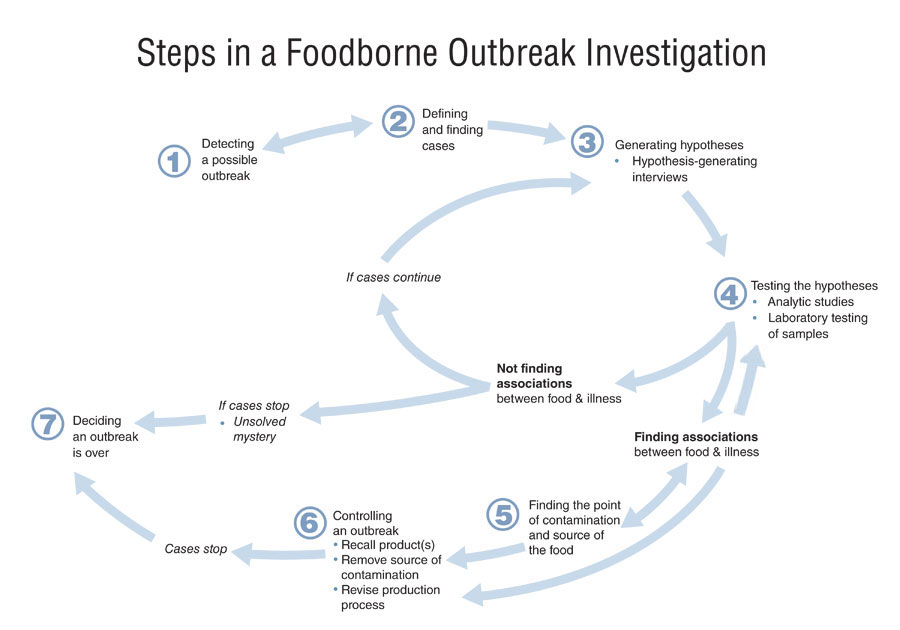 Steps in a Foodborne Outbreak Investigation
1
Detecting
a possible
outbreak
2
Defining
and finding
cases
3
Generating hypotheses
• Hypothesis-generating
interviews
4
Testing the hypotheses
• Analytic studies
• Laboratory testing
of samples
If cases continue
Not finding
associations
between food & illness
If cases stop
• Unsolved
mystery
7
Deciding
an outbreak
is over
Finding associations
between food & illness
5
Finding the point
of contamination
and source of
the food
6
Controlling
an outbreak
• Recall product(s)
• Remove source of
contamination
• Revise production
process
Cases stop